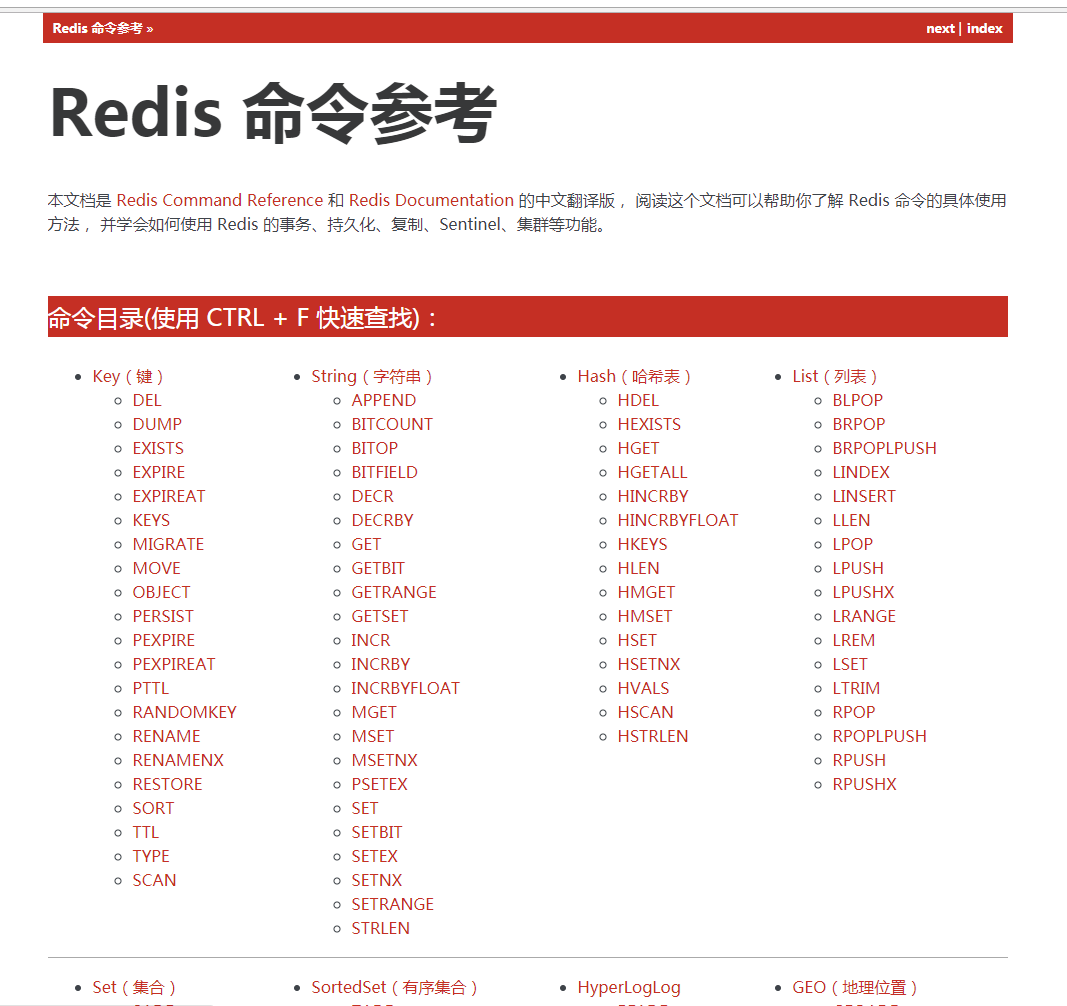 Redis 命令参考 »
next | index
Redis 命令参考
本文档是 Redis Command Reference 和 Redis Documentation 的中文翻译版， 阅读这个文档可以帮助你了解 Redis 命令的具体使用
方法， 并学会如何使用 Redis 的事务、持久化、复制、Sentinel、集群等功能。
命令目录(使用 CTRL + F 快速查找)：
Key（键）
DEL
DUMP
EXISTS
EXPIRE
EXPIREAT
KEYS
MIGRATE
MOVE
OBJECT
PERSIST
PEXPIRE
PEXPIREAT
PTTL
RANDOMKEY
RENAME
RENAMENX
RESTORE
SORT
TTL
TYPE
SCAN
String（字符串）
APPEND
BITCOUNT
BITOP
BITFIELD
DECR
DECRBY
GET
GETBIT
GETRANGE
GETSET
INCR
INCRBY
INCRBYFLOAT
MGET
MSET
MSETNX
PSETEX
SET
SETBIT
SETEX
SETNX
SETRANGE
STRLEN
Hash（哈希表）
HDEL
HEXISTS
HGET
HGETALL
HINCRBY
HINCRBYFLOAT
HKEYS
HLEN
HMGET
HMSET
HSET
HSETNX
HVALS
HSCAN
HSTRLEN
List（列表）
BLPOP
BRPOP
BRPOPLPUSH
LINDEX
LINSERT
LLEN
LPOP
LPUSH
LPUSHX
LRANGE
LREM
LSET
LTRIM
RPOP
RPOPLPUSH
RPUSH
RPUSHX
Set（集合）
SortedSet（有序集合）
HyperLogLog
GEO（地理位置）